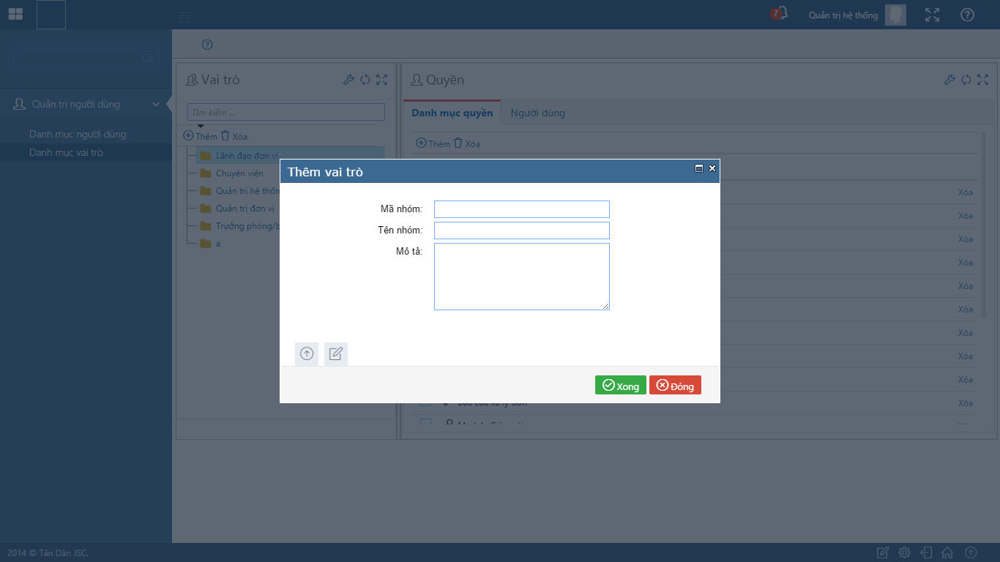 7
Quản trị hệ thống
Quản trị người dùng
Danh mục người dùng
Danh mục vai trò
Vai trò
Tìm kiếm ...
Thêm Xóa
Lãnh đạo đơn vị
Chuyên viên
Quản trị hệ thốn
Quản trị đơn vị
Trưởng phòng/b
a
Quyền
Danh mục quyền Người dùng
Thêm Xóa
Xóa
Xóa
Xóa
Xóa
Xóa
Xóa
Xóa
Xóa
Xóa
Xóa
Thêm vai trò
Mã nhóm:
Tên nhóm:
Mô tả:
Xong Đóng
2014 © Tân Dân JSC.